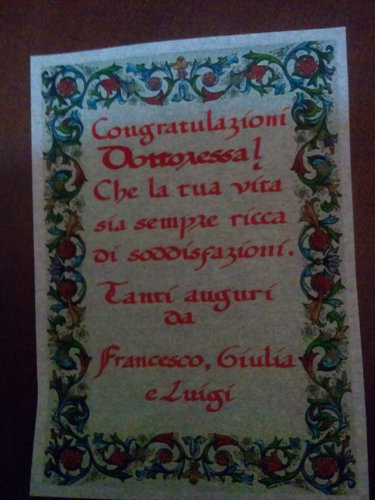 Congratulazioni
Dottoressa!
Che la tua vita
sia sempre ricca
di soddisfazioni.
Tanti auguri
da
Francesco, Giulia
e Luigi